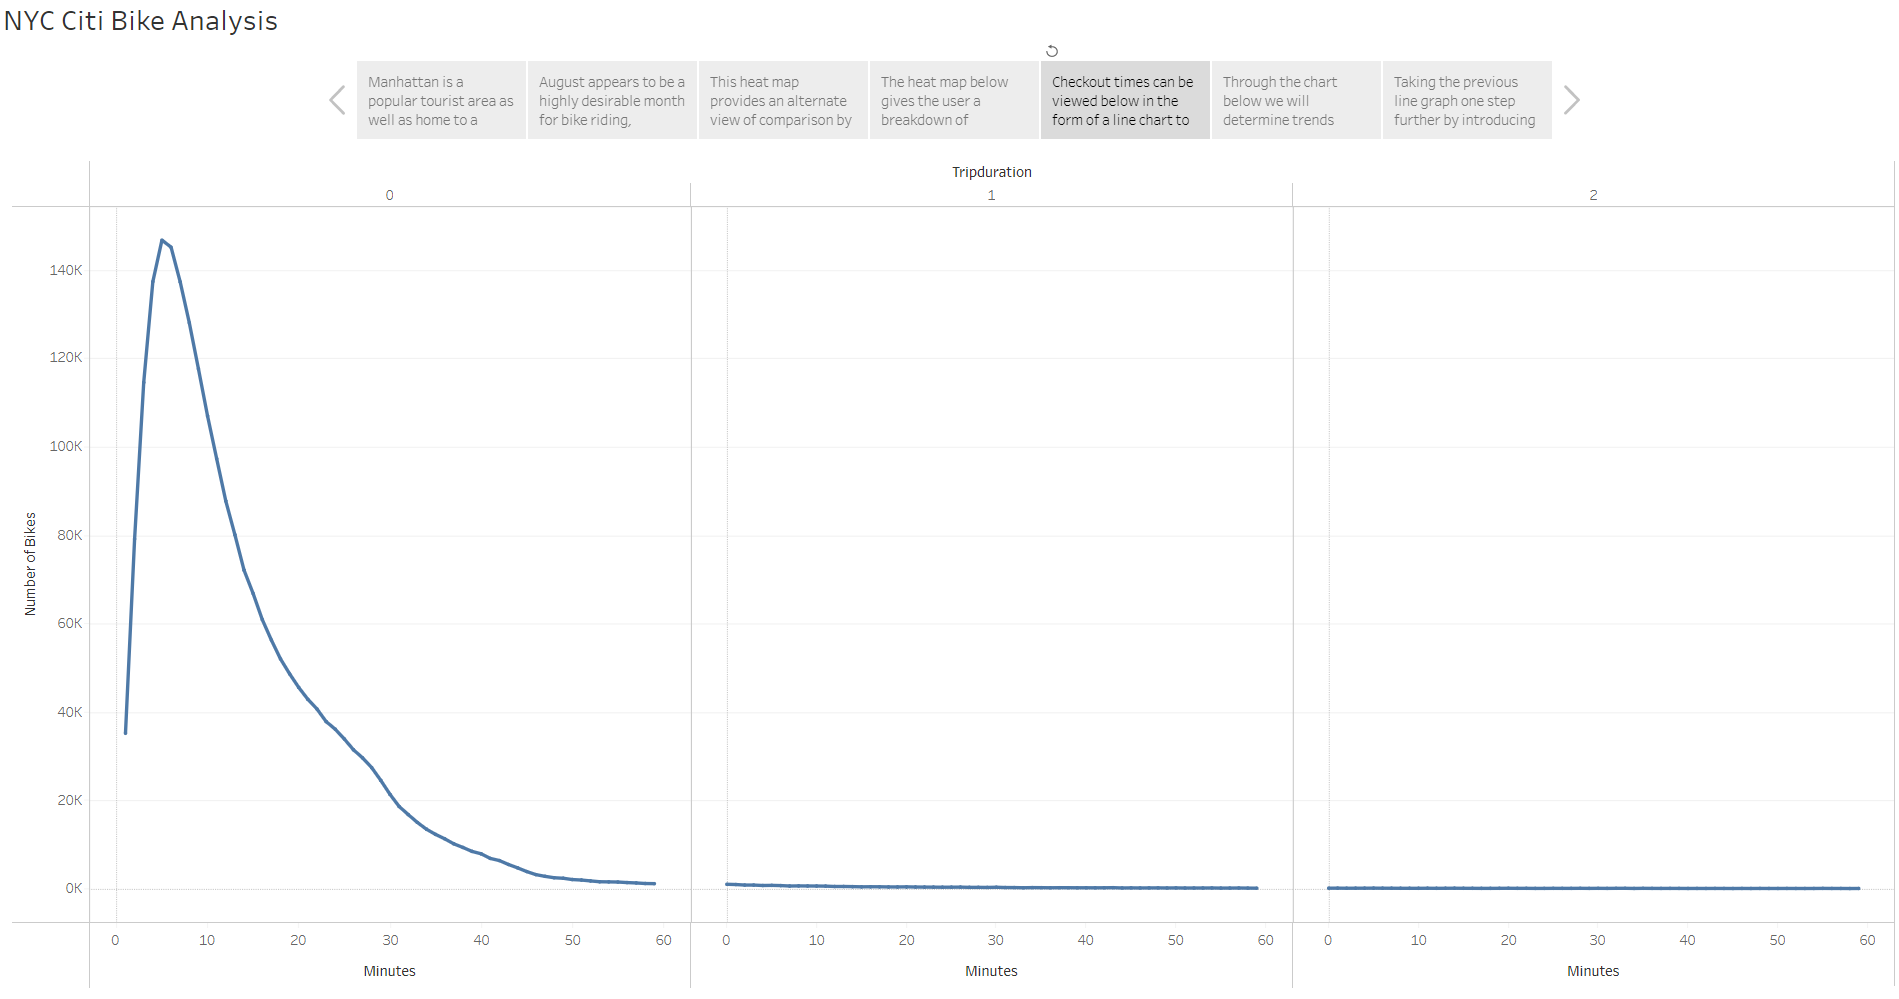 NYC Citi Bike Analysis
Manhattan is a
popular tourist area as
well as home to a
August appears to be a
highly desirable month
for bike riding,
This heat map
provides an alternate
view of comparison by
The heat map below
gives the user a
breakdown of
Checkout times can be
viewed below in the
form of a line chart to
Through the chart
below we will
determine trends
Taking the previous
line graph one step
further by introducing
Tripduration
0 1 2
Number of Bikes
140K
120K
100K
80K
60K
40K
20K
0K
0 10 20 30 40 50 60
0 10 20 30 40 50 60
0 10 20 30 40 50 60
Minutes
Minutes
Minutes